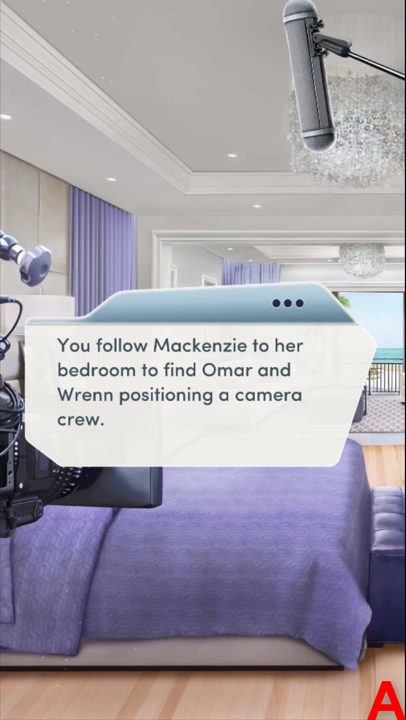 You follow Mackenzie to her
bedroom to find Omar and
Wrenn positioning a camera
crew.
A